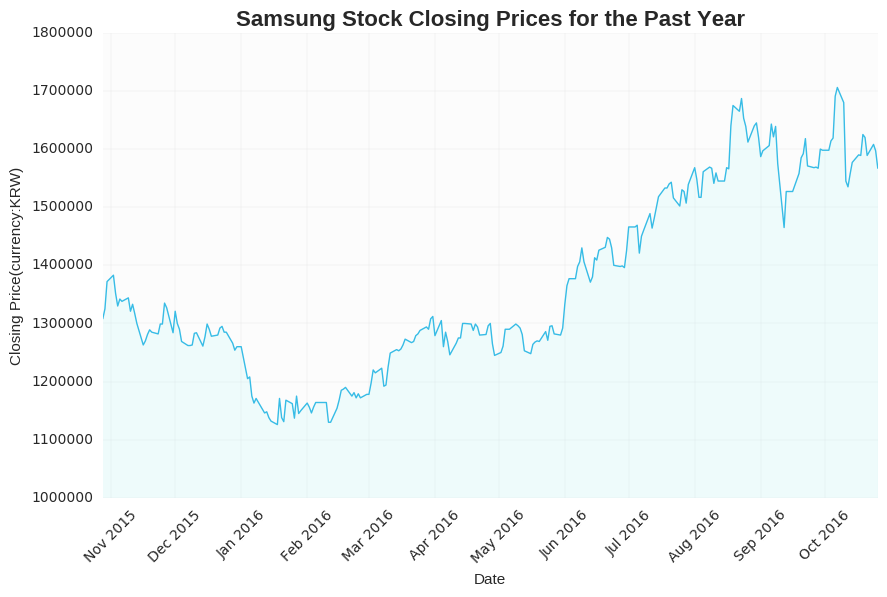 Samsung Stock Closing Prices for the Past Year
1800000
1700000
1600000
1500000
1400000
1300000
1200000
1100000
1000000
Closing Price(currency:KRW)
Nov 2015
Dec 2015
Jan 2016
Feb 2016
Mar 2016
Apr 2016
May 2016
Jun 2016
Jul 2016
Aug 2016
Sep 2016
Oct 2016
Date